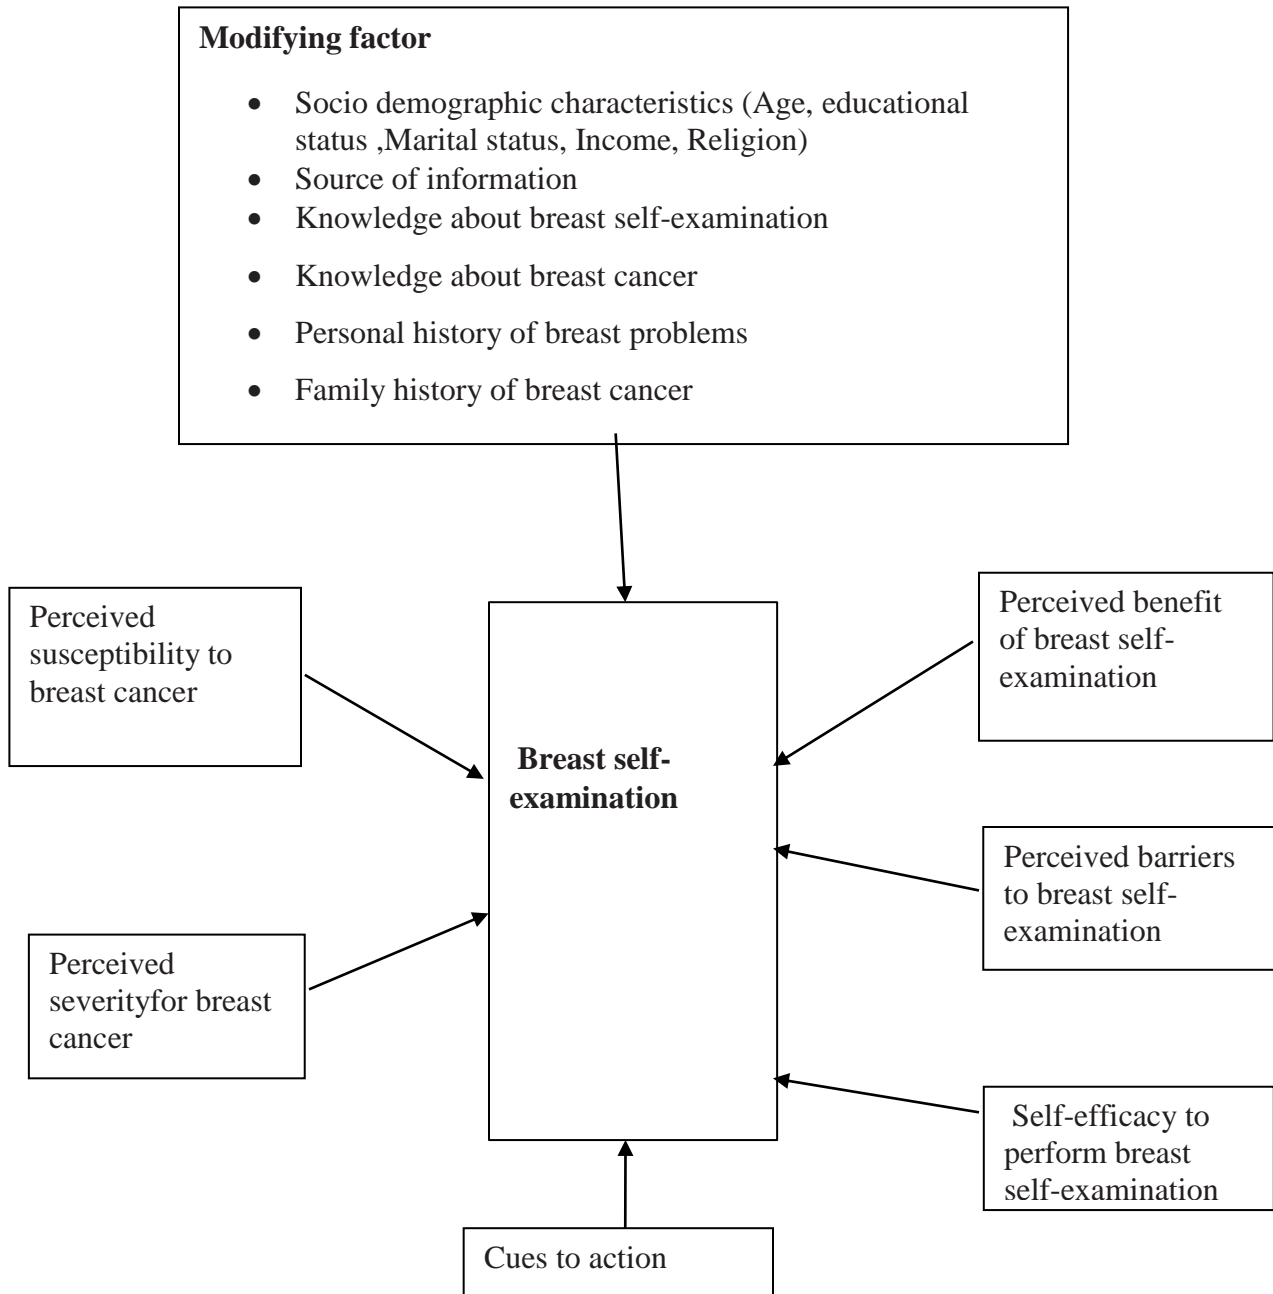 Modifying factor
• Socio demographic characteristics (Age, educational
status ,Marital status, Income, Religion)
• Source of information
• Knowledge about breast self-examination
• Knowledge about breast cancer
• Personal history of breast problems
• Family history of breast cancer
Perceived
susceptibility to
breast cancer
Perceived benefit
of breast self-
examination
Breast self-
examination
Perceived barriers
to breast self-
examination
Perceived
severityfor breast
cancer
Self-efficacy to
perform breast
self-examination
Cues to action